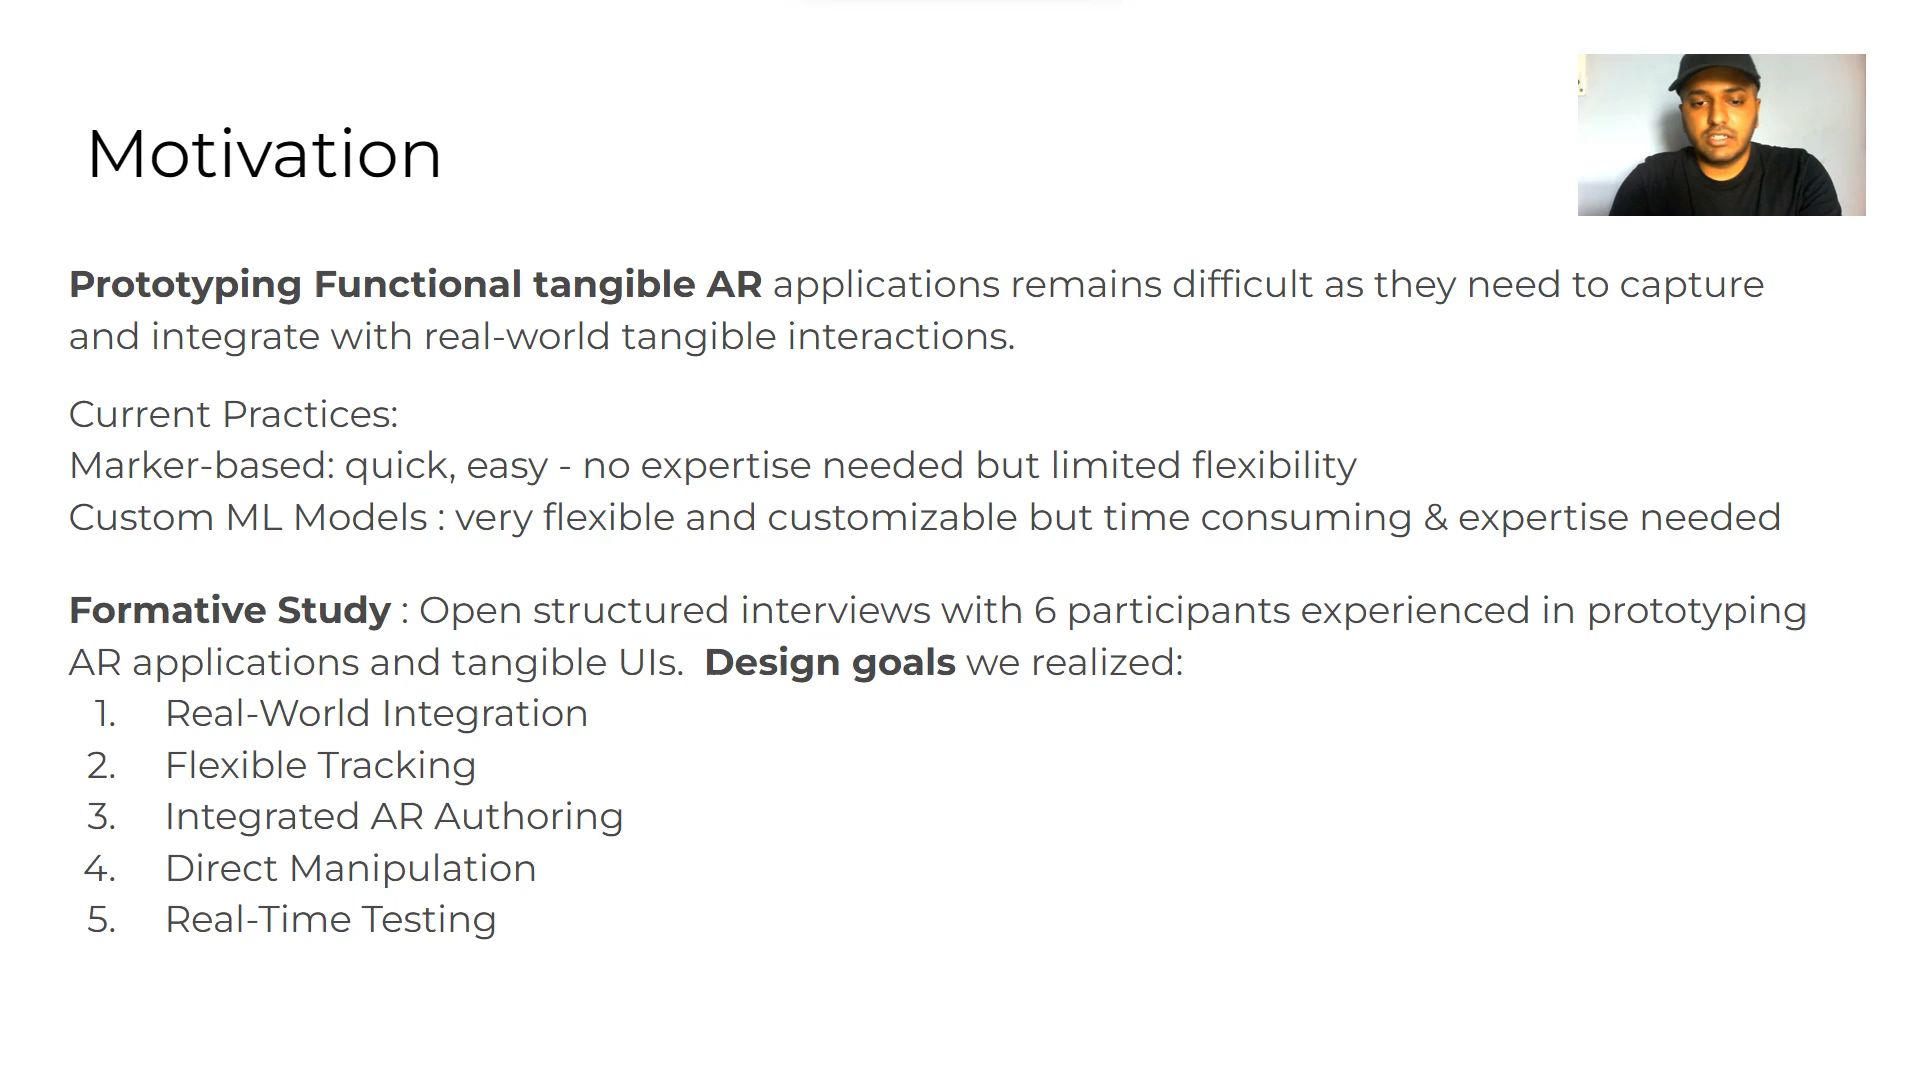 Motivation
Prototyping Functional tangible AR applications remains difficult as they need to capture
and integrate with real-world tangible interactions.
Current Practices:
Marker-based: quick, easy - no expertise needed but limited flexibility
Custom ML Models : very flexible and customizable but time consuming & expertise needed
Formative Study : Open structured interviews with 6 participants experienced in prototyping
AR applications and tangible UIs.  Design goals we realized:
1. Real-World Integration
2. Flexible Tracking
3. Integrated AR Authoring
4. Direct Manipulation
5. Real-Time Testing